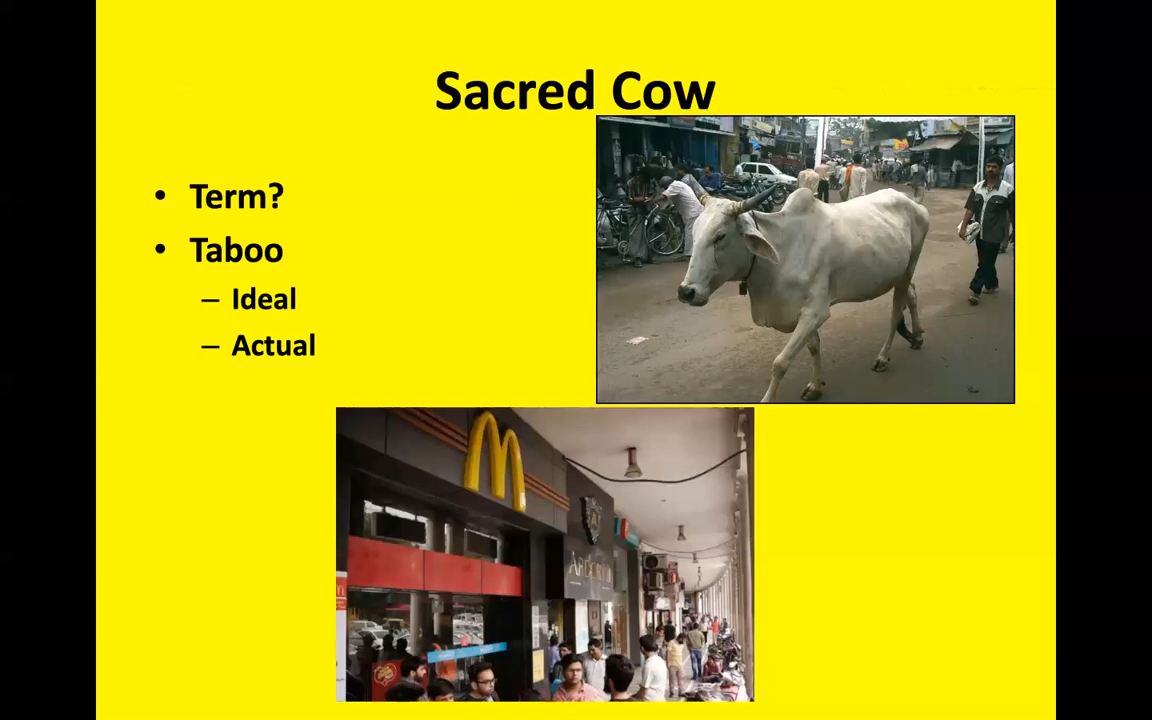 Sacred Cow
• Term?
• Taboo
– Ideal
– Actual